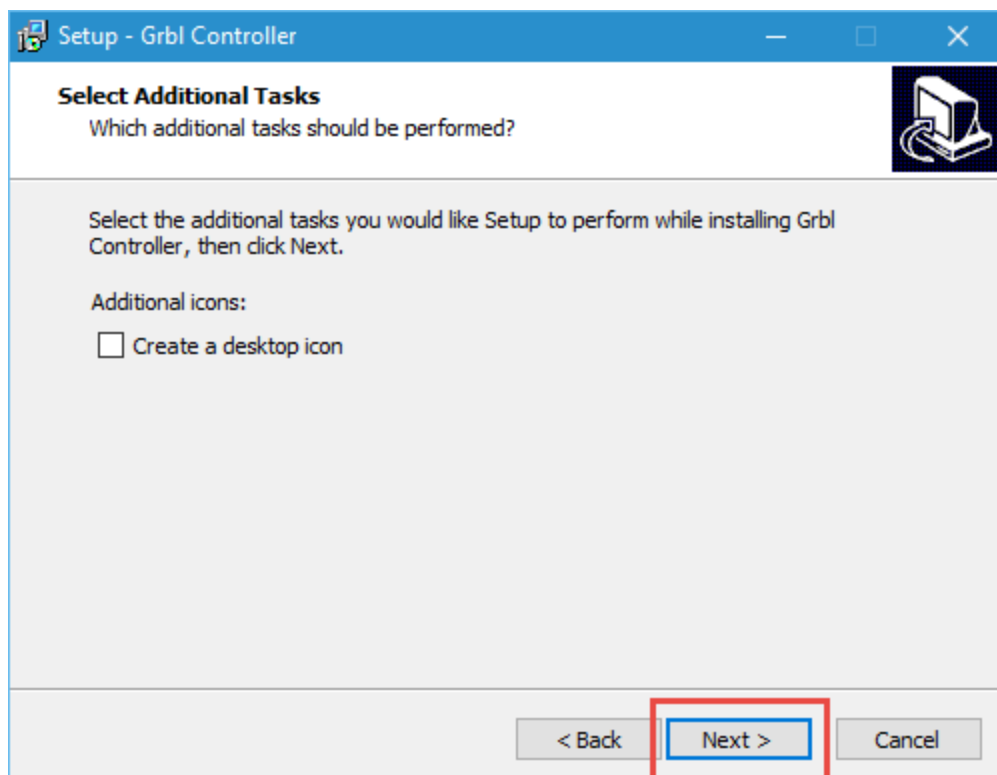 Setup - Grbl Controller
Select Additional Tasks
Which additional tasks should be performed?
Select the additional tasks you would like Setup to perform while installing Grbl
Controller, then click Next.
Additional icons:
Create a desktop icon
< Back Next > Cancel